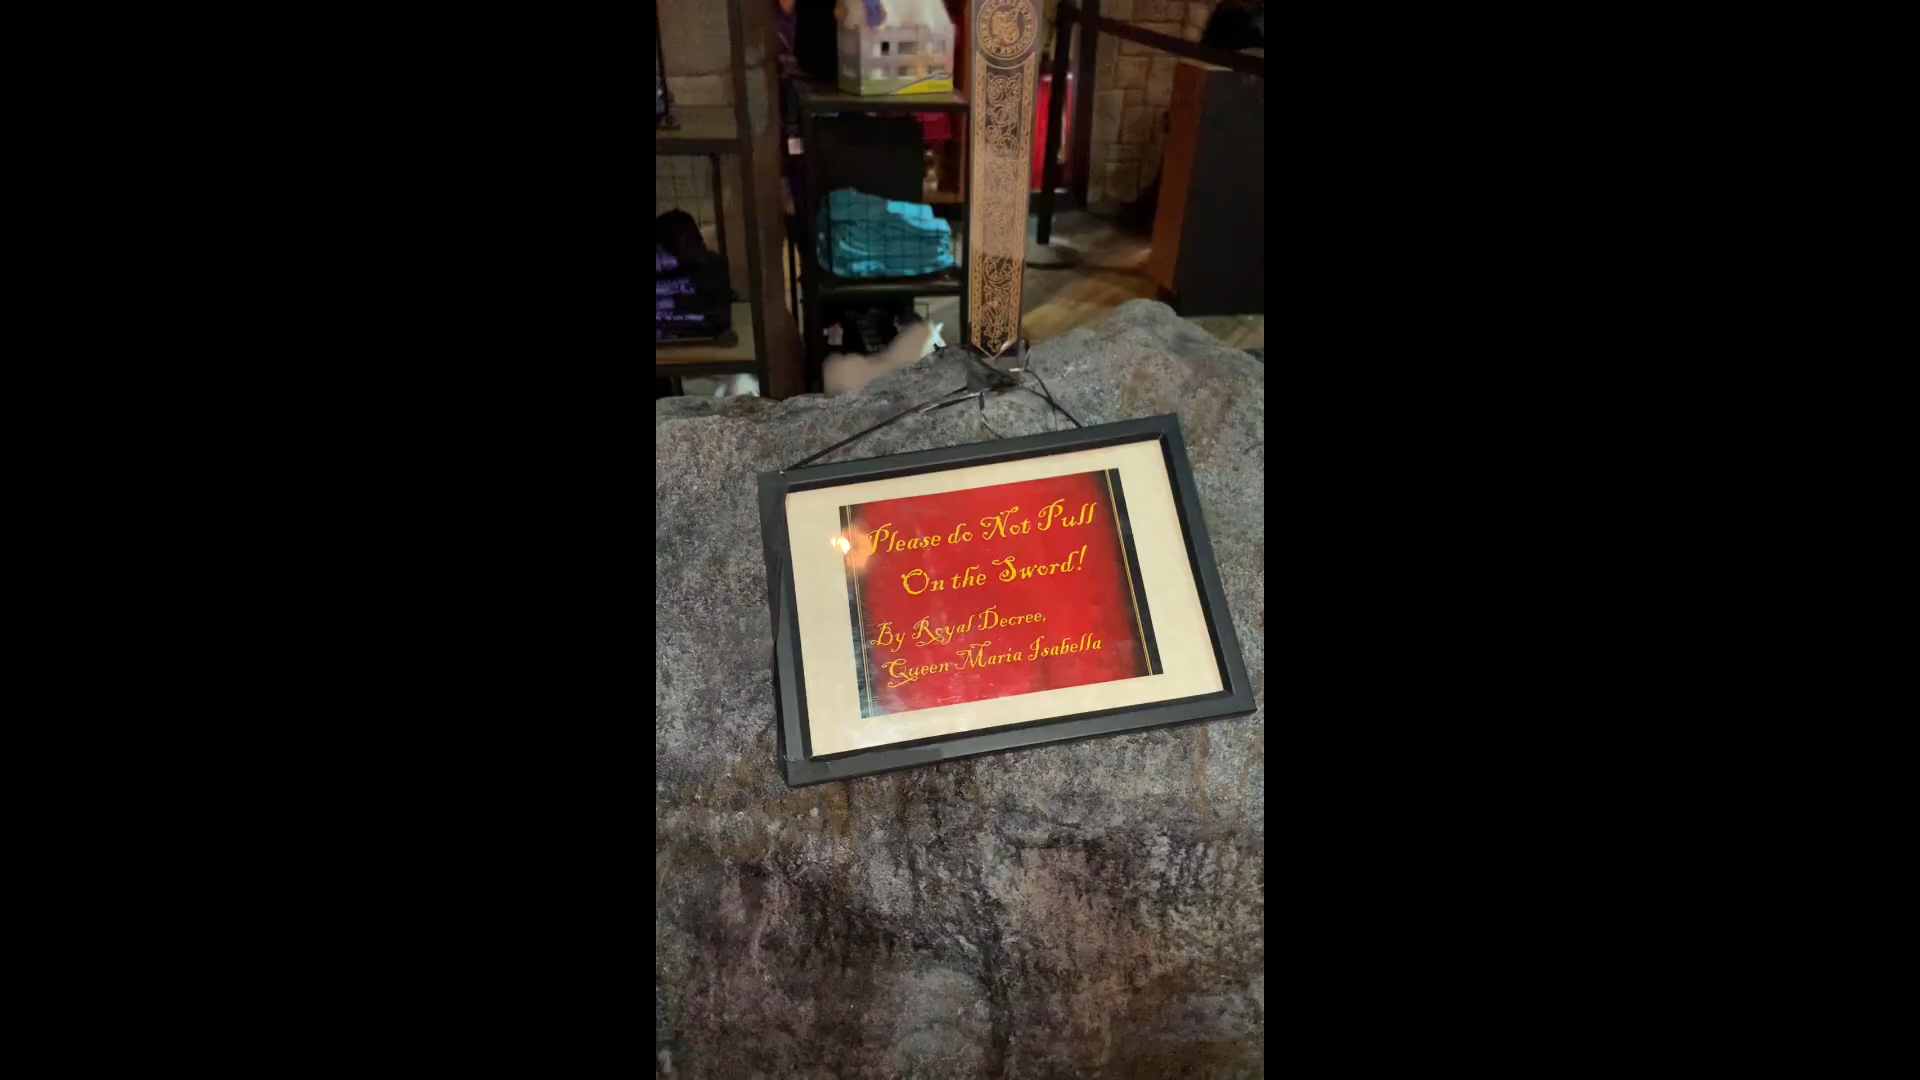 Please do Not Pull
On the Sword!
By Royal Decree,
Queen Maria Isabella